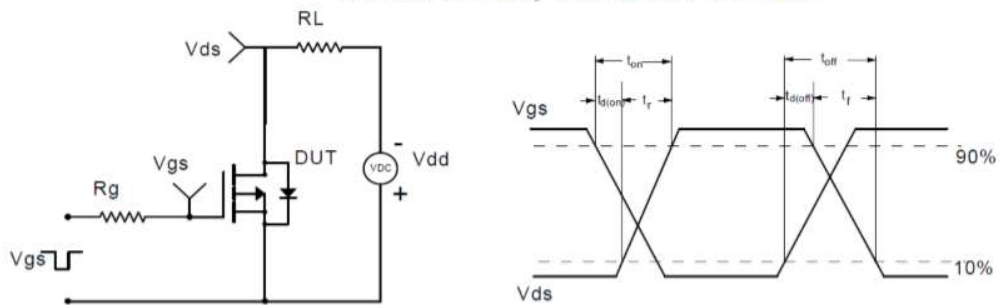 RL
Vds
Vgs
DUT
VDC
-
Vdd
+
Rg
Vgs
ton
toff
td(on)
tr
td(off)
tf
Vgs
90%
10%
Vds